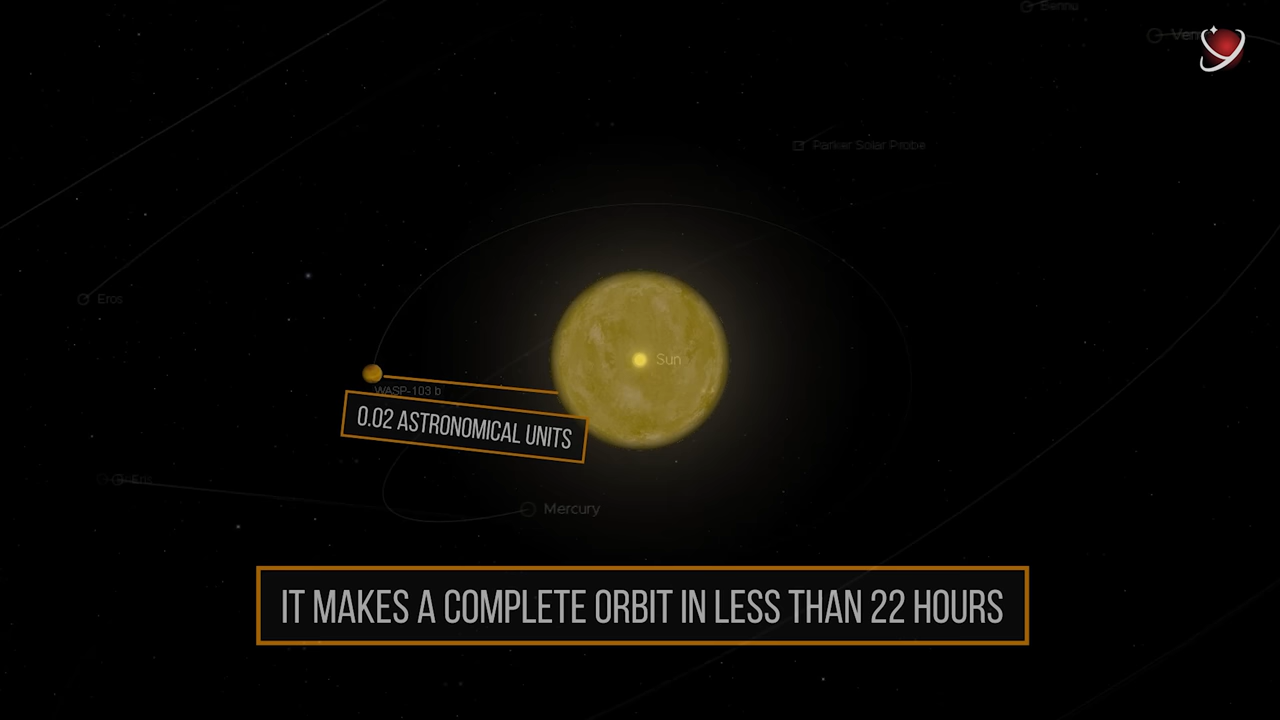 Bennu
Parker Solar Probe
Eros
Sun
WASP-103 b
0.02 ASTRONOMICAL UNITS
Mercury
IT MAKES A COMPLETE ORBIT IN LESS THAN 22 HOURS